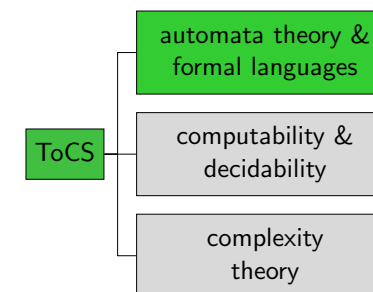 automata theory &
formal languages
ToCS
computability &
decidability
complexity
theory